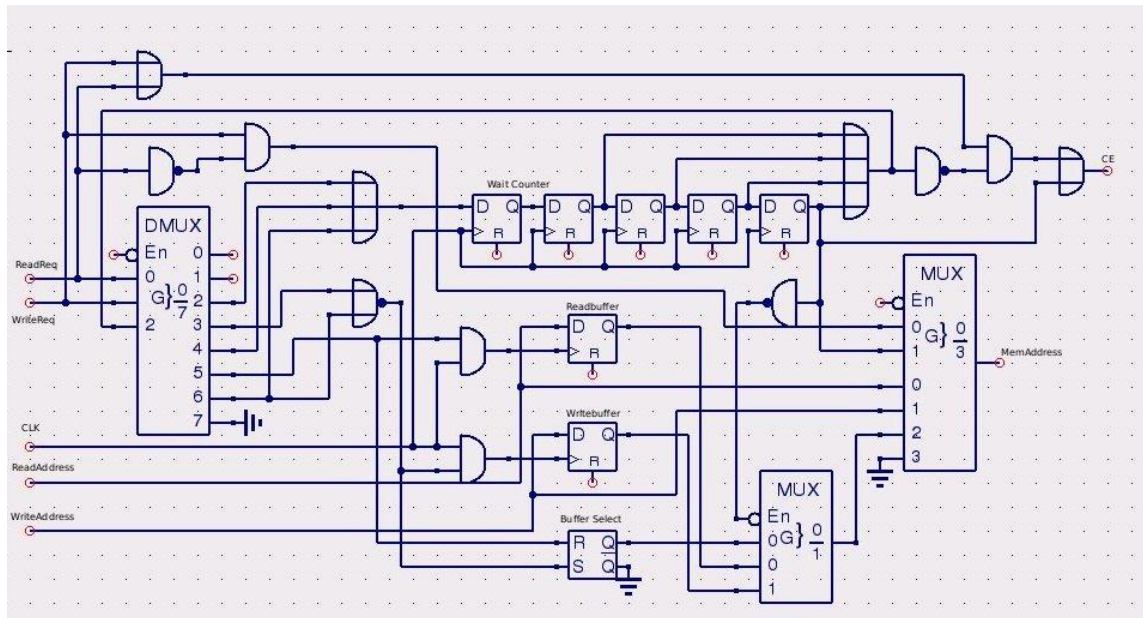 Wait Counter
D Q
R
D Q
R
D Q
R
D Q
R
D Q
R
DMUX
En
0
1
2
G} 0/7
0
1
2
3
4
5
6
7
ReadReq
WriteReq
CLK
ReadAddress
WriteAddress
Readbuffer
D Q
R
Writebuffer
D Q
R
Buffer Select
R Q
S Q
MUX
En
0
G} 0/1
0
1
MUX
En
0
1
G} 0/3
0
1
2
3
CE
MemAddress